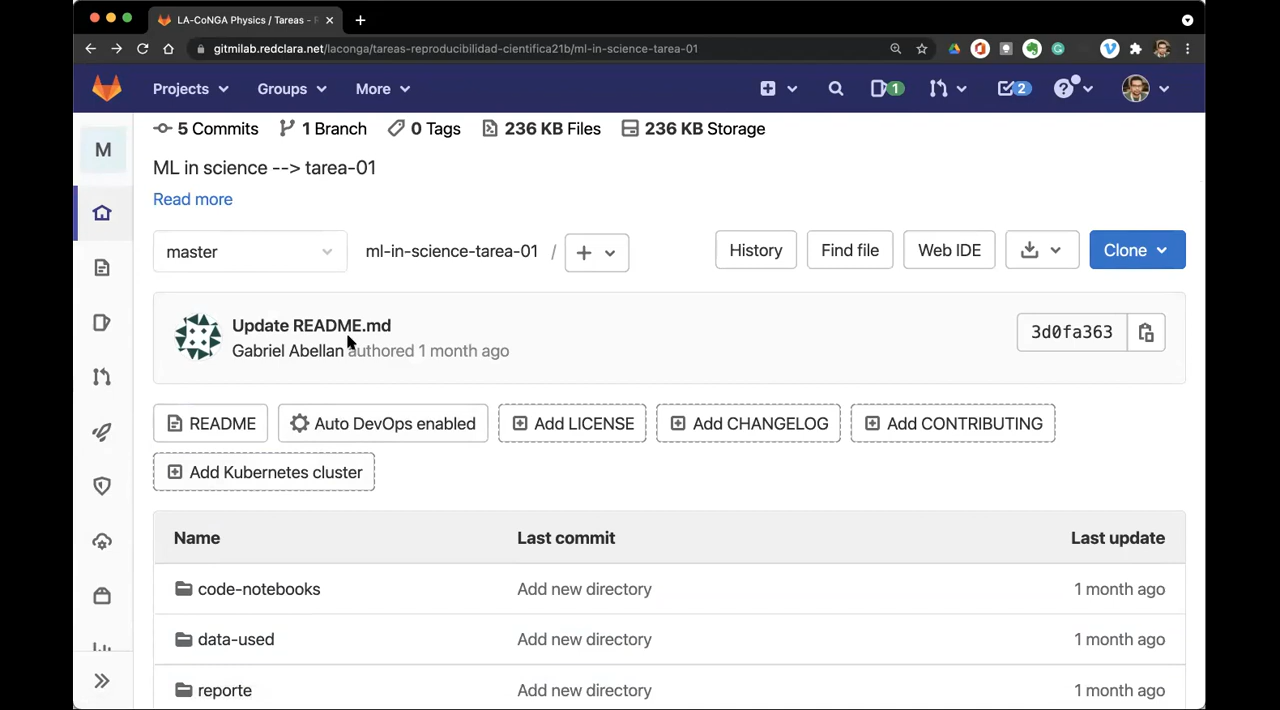 LA-CoNGA Physics / Tareas - R
gitmilab.redclara.net/laconga/tareas-reproducibilidad-cientifica21b/ml-in-science-tarea-01
Projects Groups More 1 2
M 5 Commits 1 Branch 0 Tags 236 KB Files 236 KB Storage
ML in science --> tarea-01
Read more
master ml-in-science-tarea-01 / + History Find file Web IDE Clone
Update README.md
Gabriel Abellan authored 1 month ago
3d0fa363
README Auto DevOps enabled Add LICENSE Add CHANGELOG Add CONTRIBUTING
Add Kubernetes cluster
Name Last commit Last update
code-notebooks Add new directory 1 month ago
data-used Add new directory 1 month ago
reporte Add new directory 1 month ago